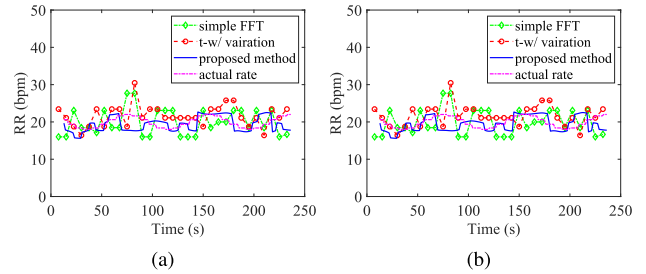 50
40
30
20
10
0
RR (bpm)
simple FFT
t-w/ vairation
proposed method
actual rate
0 50 100 150 200 250
Time (s)
(a)
50
40
30
20
10
0
RR (bpm)
simple FFT
t-w/ vairation
proposed method
actual rate
0 50 100 150 200 250
Time (s)
(b)